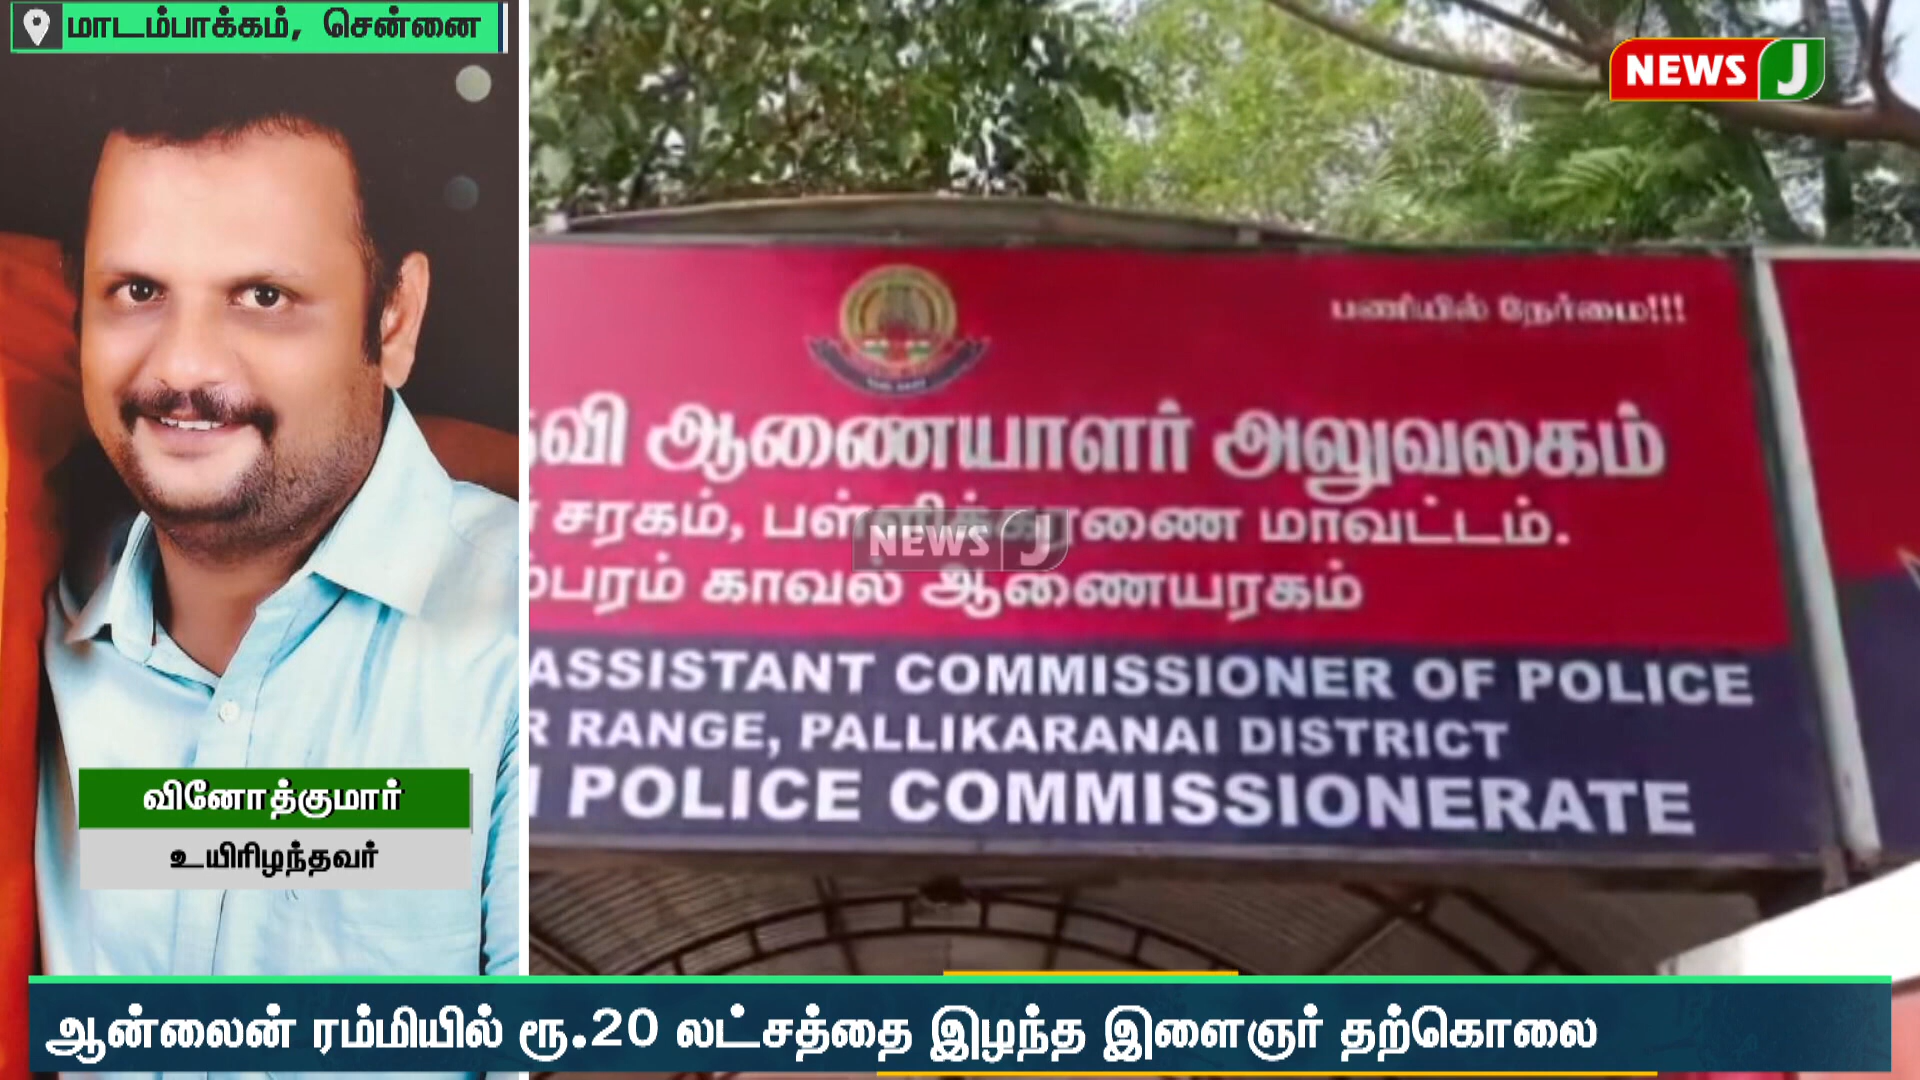 மாடம்பாக்கம், சென்னை
NEWS J
பணியில் நேர்மை!!!
ஆணையாளர் அலுவலகம்
சரகம், பள்ளிக்கரணை மாவட்டம்.
காவல் ஆணையரகம்
ASSISTANT COMMISSIONER OF POLICE
RANGE, PALLIKARANAI DISTRICT
POLICE COMMISSIONERATE
NEWS J
வினோத்குமார்
உயிரிழந்தவர்
ஆன்லைன் ரம்மியில் ரூ.20 லட்சத்தை இழந்த இளைஞர் தற்கொலை